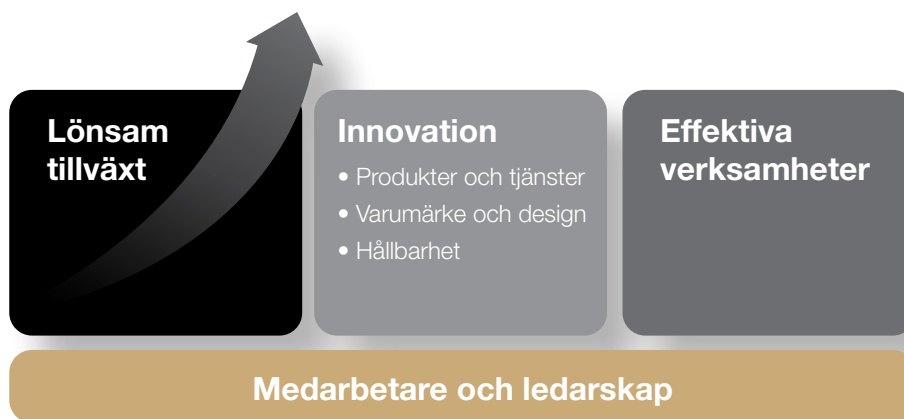 Lönsam
tillväxt
Innovation
• Produkter och tjänster
• Varumärke och design
• Hållbarhet
Effektiva
verksamheter
Medarbetare och ledarskap